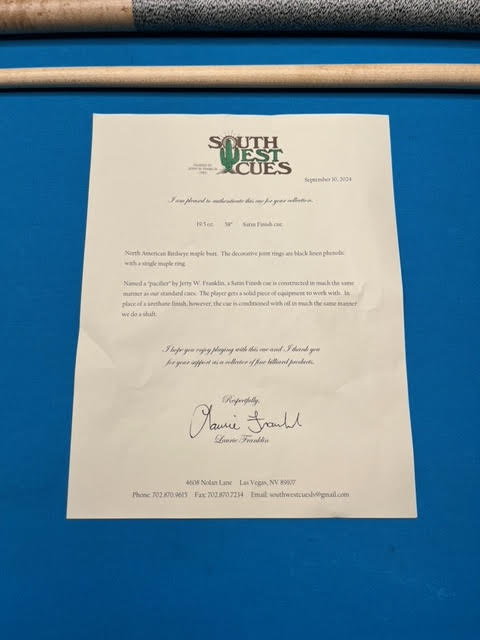 SOUTH
WEST
CUES
September 10, 2024
I am pleased to authenticate this cue for your collection.
19.5 oz. 58" Satin Finish cue.
North American Birdseye maple butt. The decorative joint rings are black linen phenolic
with a single maple ring.
Named a "pacifier" by Jerry W. Franklin, a Satin Finish cue is constructed in much the same
manner as our standard cues. The player gets a solid piece of equipment to work with. In
place of a urethane finish, however, the cue is conditioned with oil in much the same manner
we do a shaft.
I hope you enjoy playing with this cue and I thank you
for your support as a collector of fine billiard products.
Respectfully,
Laurie Franklin
Laurie Franklin
4608 Nolan Lane Las Vegas, NV 89107
Phone: 702.870.9615 Fax: 702.870.7234 Email: southwestcueslv@gmail.com